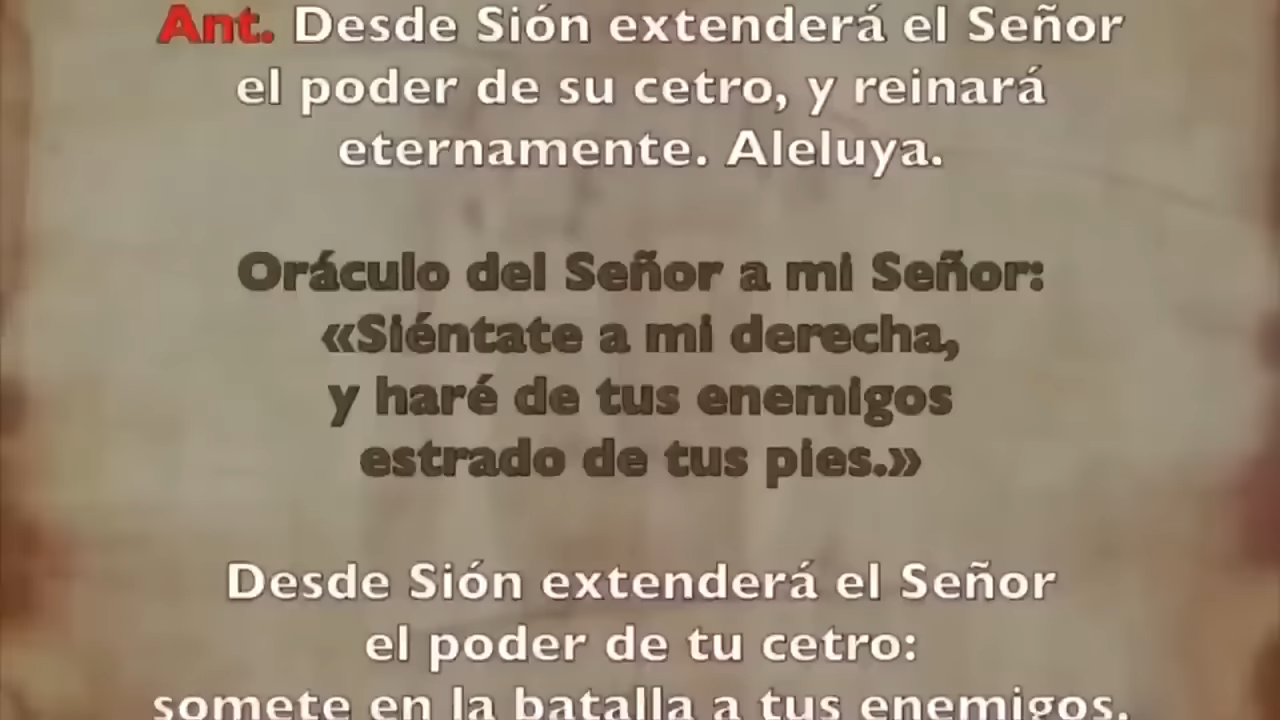 Ant. Desde Sión extenderá el Señor
el poder de su cetro, y reinará
eternamente. Aleluya.
Oráculo del Señor a mi Señor:
«Siéntate a mi derecha,
y haré de tus enemigos
estrado de tus pies.»
Desde Sión extenderá el Señor
el poder de tu cetro:
somete en la batalla a tus enemigos.